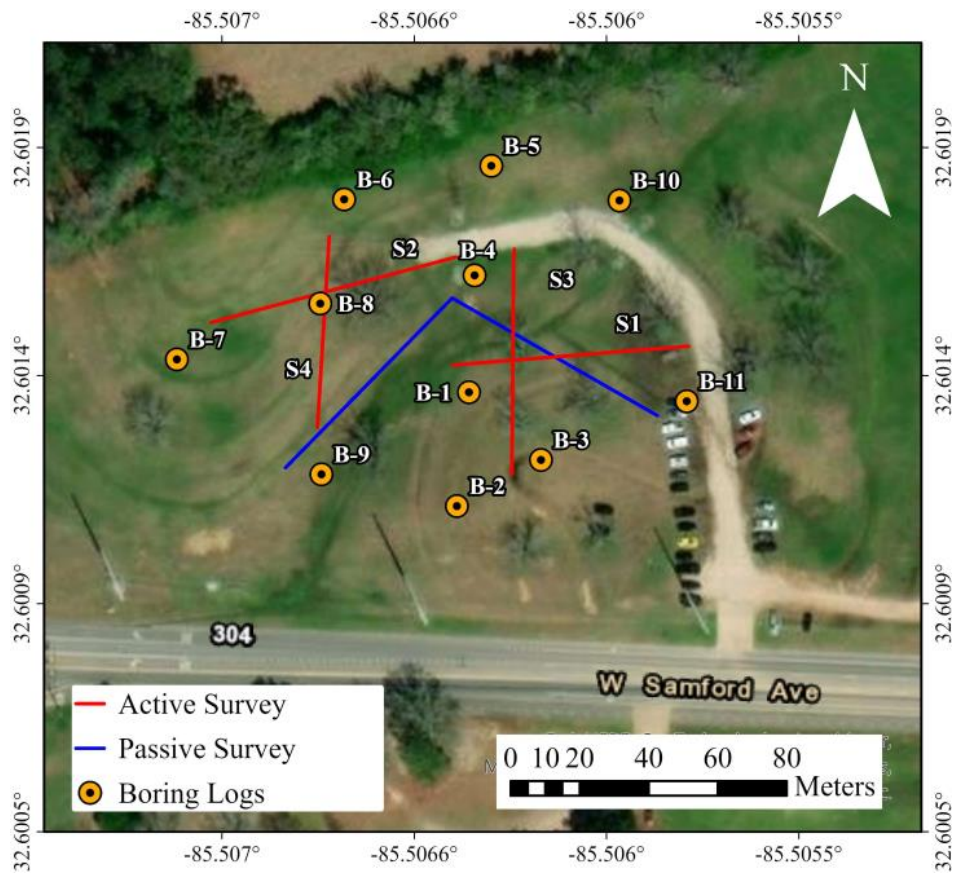 -85.507° -85.5066° -85.506° -85.5055°
N
32.6019° 32.6019°
B-5
B-6
B-10
S2
B-4
S3
B-8
S1
B-7
32.6014° 32.6014°
S4
B-1
B-11
B-3
B-9
B-2
32.6009° 32.6009°
304
W Samford Ave
Active Survey
Passive Survey
Boring Logs
0 10 20 40 60 80
Meters
32.6005° 32.6005°
-85.507° -85.5066° -85.506° -85.5055°